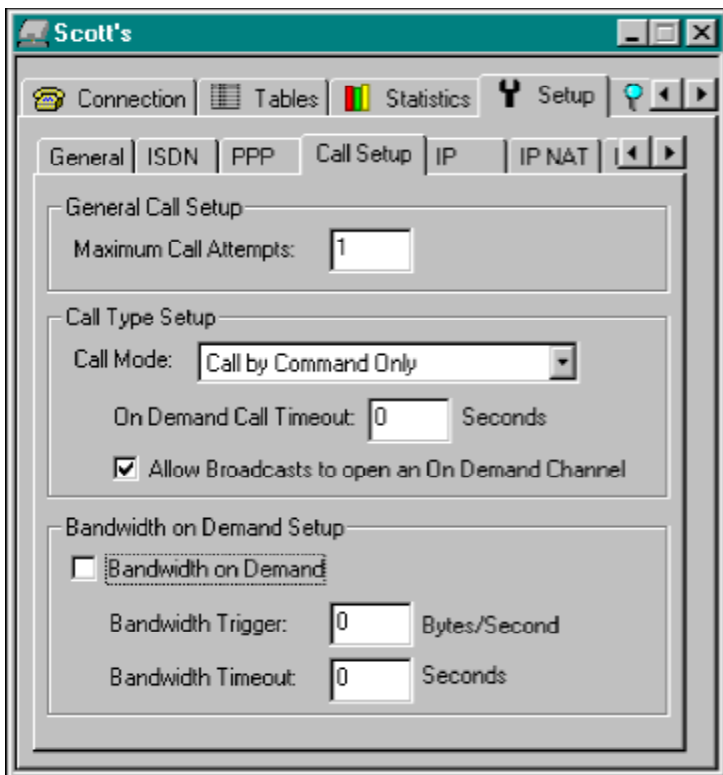 Scott's
Connection Tables Statistics Setup
General ISDN PPP Call Setup IP IP NAT
General Call Setup
Maximum Call Attempts: 1
Call Type Setup
Call Mode: Call by Command Only
On Demand Call Timeout: 0 Seconds
Allow Broadcasts to open an On Demand Channel
Bandwidth on Demand Setup
Bandwidth on Demand
Bandwidth Trigger: 0 Bytes/Second
Bandwidth Timeout: 0 Seconds